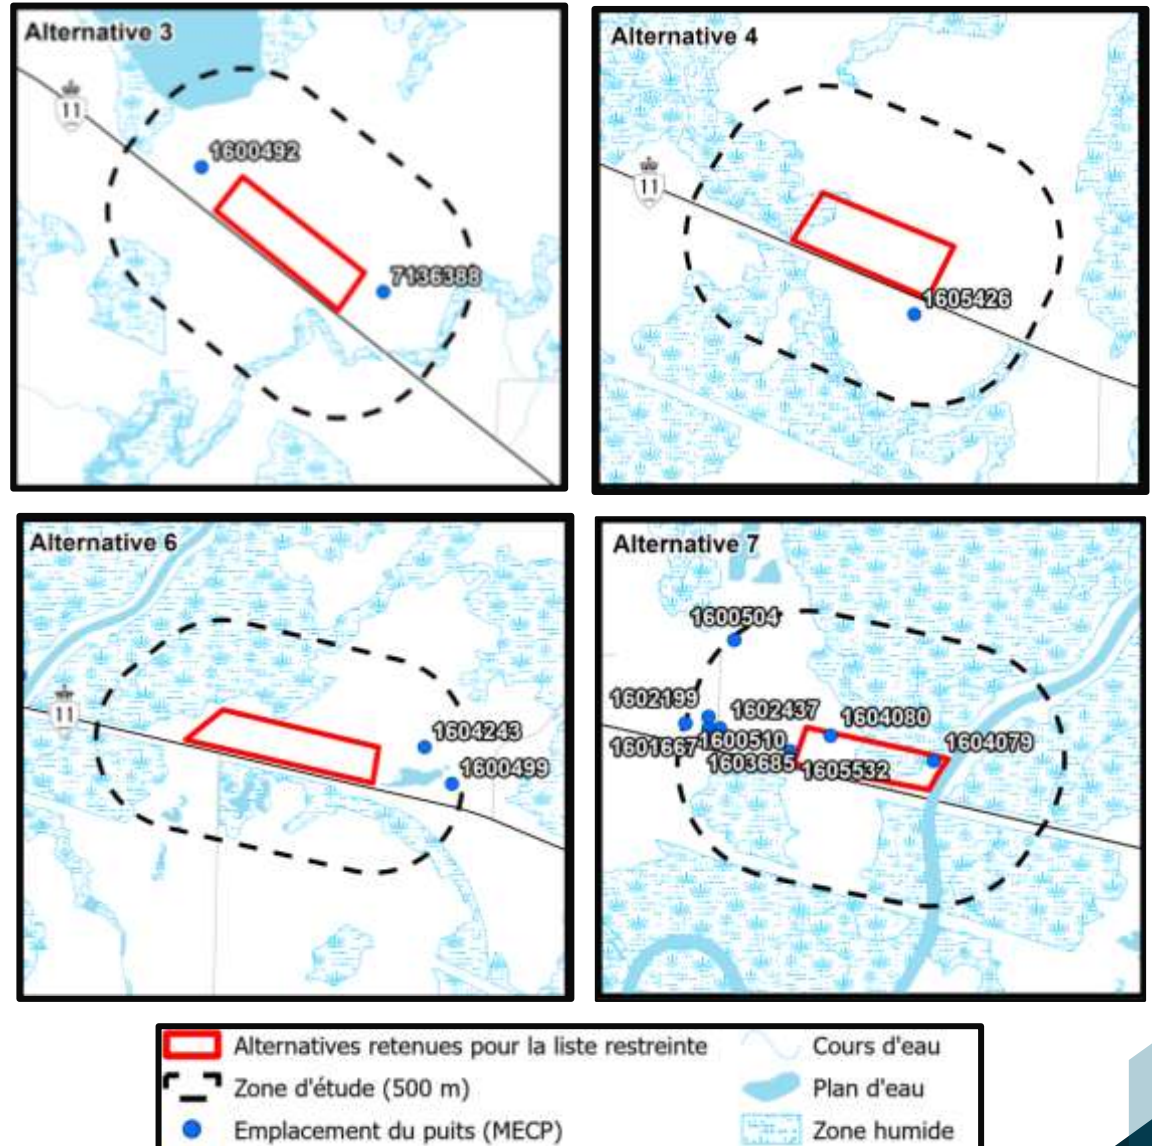 Alternative 3
11
1600492
7136388
Alternative 4
11
1605426
Alternative 6
11
1604243
1600499
Alternative 7
1600504
1602199
1602437
1604080
1601667
1600510
1604079
1603685
1605532
Alternatives retenues pour la liste restreinte
Zone d'étude (500 m)
Emplacement du puits (MECP)
Cours d'eau
Plan d'eau
Zone humide